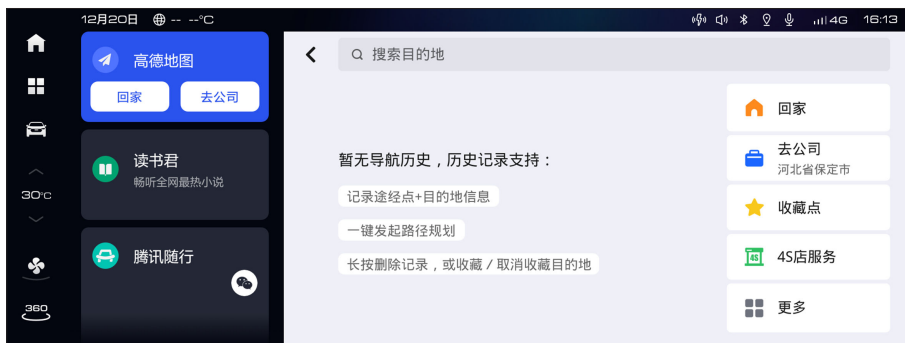 12月20日 -- --°C
4G 16:13
30°C
360
高德地图
回家 去公司
读书君
畅听全网最热小说
腾讯随行
搜索目的地
暂无导航历史，历史记录支持：
记录途经点+目的地信息
一键发起路径规划
长按删除记录，或收藏/取消收藏目的地
回家
去公司
河北省保定市
收藏点
4S
4S店服务
更多